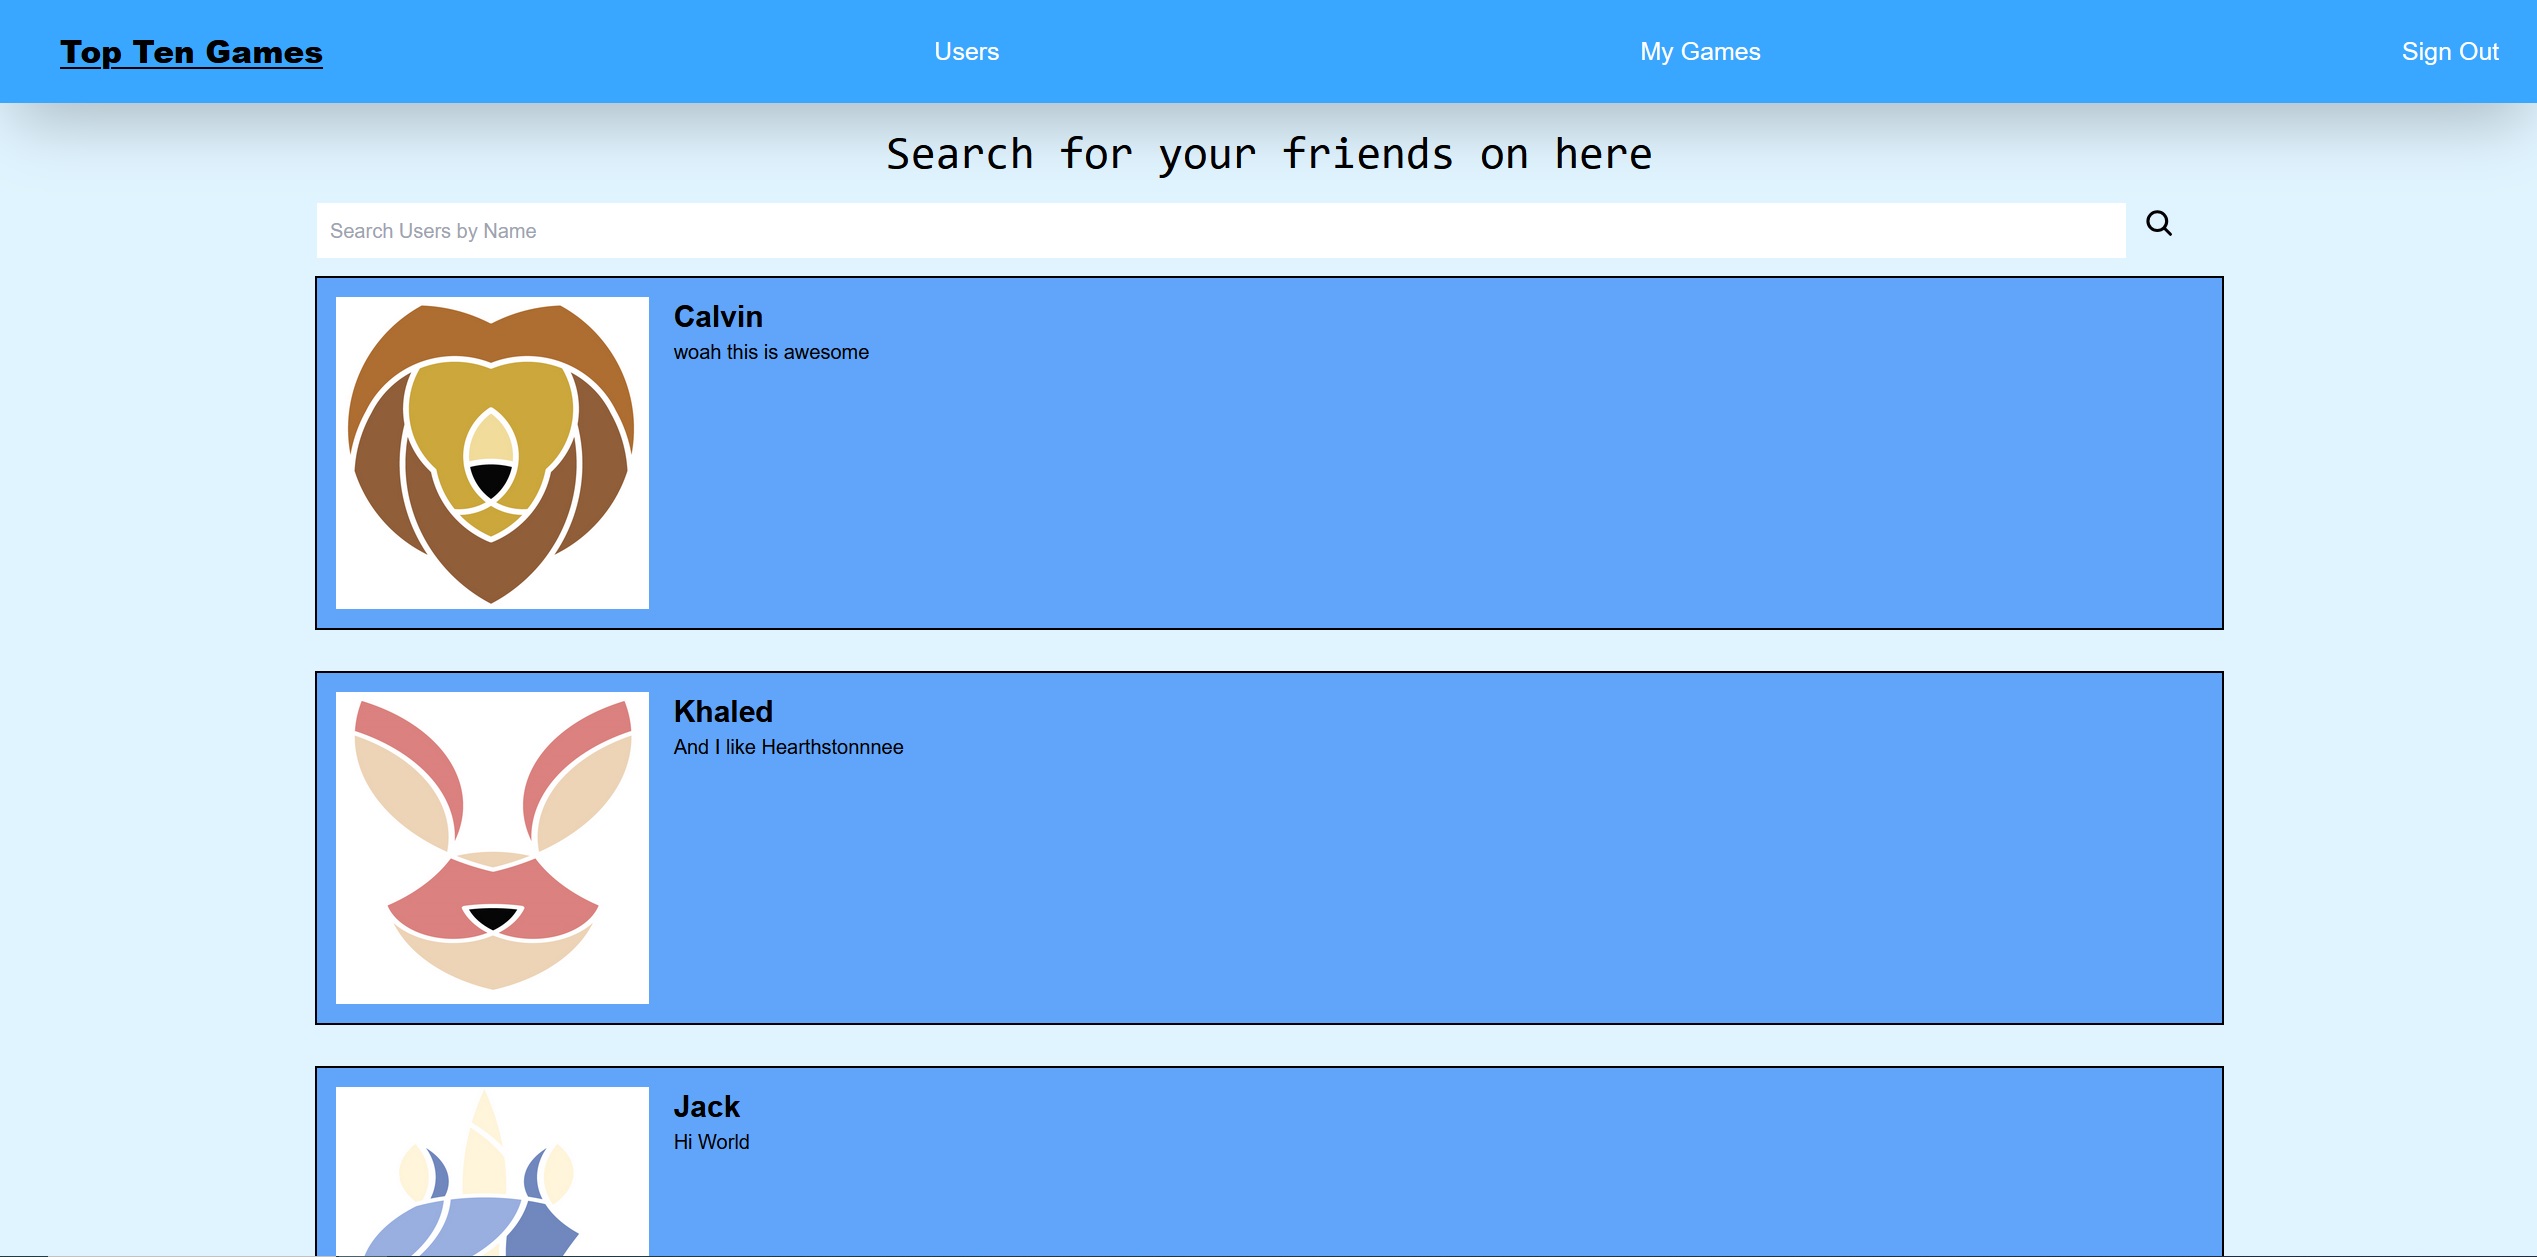 Top Ten Games
Users
My Games
Sign Out
Search for your friends on here
Search Users by Name
Calvin
woah this is awesome
Khaled
And I like Hearthstonnnee
Jack
Hi World